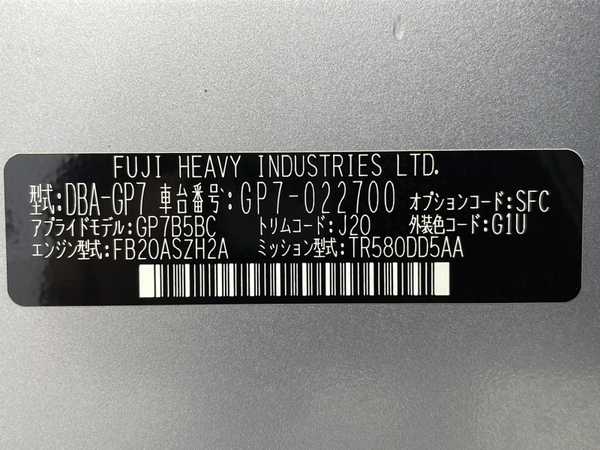 FUJI HEAVY INDUSTRIES LTD.
型式:DBA-GP7 車台番号:GP7-022700 オプションコード:SFC
アプライドモデル:GP7B5BC トリムコード:J20 外装色コード:G1U
エンジン型式:FB20ASZH2A ミッション型式:TR580DD5AA